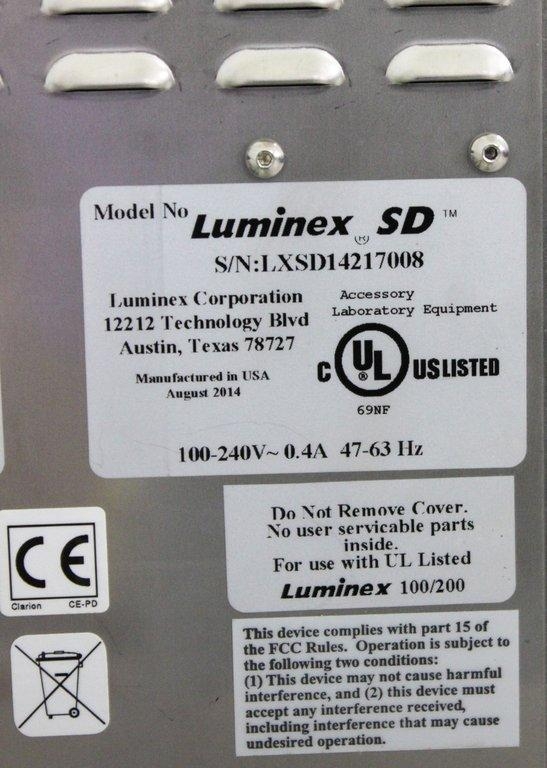 Model No Luminex ® SD ™
S/N:LXSD14217008
Luminex Corporation
12212 Technology Blvd
Austin, Texas 78727
Manufactured in USA
August 2014
Accessory
Laboratory Equipment
C UL ® US LISTED
69NF
100-240V~ 0.4A 47-63 Hz
Do Not Remove Cover.
No user servicable parts
inside.
For use with UL Listed
Luminex 100/200
CE
Clarion CE-PD
This device complies with part 15 of
the FCC Rules. Operation is subject to
the following two conditions:
(1) This device may not cause harmful
interference, and (2) this device must
accept any interference received,
including interference that may cause
undesired operation.